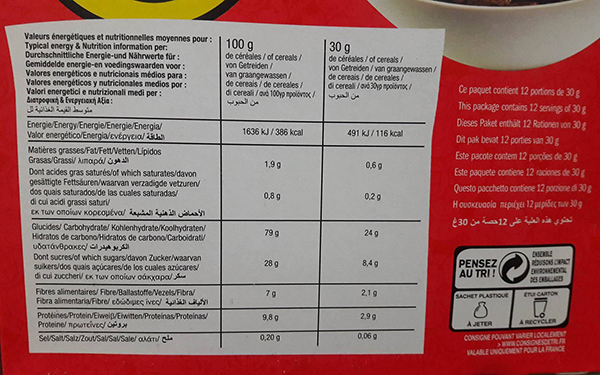 Valeurs énergétiques et nutritionnelles moyennes pour :
Typical energy & Nutrition information per:
Durchschnittliche Energie-und Nährwerte für :
Gemiddelde energie-en voedingswaarden voor :
Valores energéticos e nutricionais médios para :
Valores energéticos y nutricionales medios por :
Valori energetici e nutrizionali medi per :
Διατροφική & Ενεργειακή Αξία :
متوسط القيمة الغذائية لل
100 g
de céréales / of cereals /
von Getreiden /
van graangewassen /
de cereais / de cereales /
di cereali / ανά 100γρ προϊόντος /
من الحبوب
30 g
de céréales / of cereals /
von Getreiden / van graangewassen /
de cereais / de cereales /
di cereali / ανά 30γρ προϊόντος /
من الحبوب
Energie/Energy/Energie/Energie/Energia/
Valor energético/Energia/ενέργεια/ الطاقة
1636 kJ / 386 kcal
491 kJ / 116 kcal
Matières grasses/Fat/Fett/Vetten/Lípidos
Grasas/Grassi/ λιπαρά/ الدهون
1,9 g
0,6 g
Dont acides gras saturés/of which saturates/davon
gesättigte Fettsäuren/waarvan verzadigde vetzuren/
dos quais saturados/de las cuales saturadas/
di cui acidi grassi saturi/
εκ των οποίων κορεσμένα/ الأحماض الدهنية المشبعة
0,8 g
0,2 g
Glucides/ Carbohydrate/ Kohlenhydrate/Koolhydraten/
Hidratos de carbono/Hidratos de carbono/Carboidrati/
υδατάνθρακες/ الكربوهيدرات
79 g
24 g
Dont sucres/of which sugars/davon Zucker/waarvan
suikers/dos quais açúcares/de los cuales azúcares/
di cui zuccheri/ εκ των οποίων σάκχαρα/ سكر
28 g
8,4 g
Fibres alimentaires/ Fibre/Ballastoffe/Vezels/Fibra/
Fibra alimentaria/Fibre/ εδώδιμες ίνες/ الألياف الغذائية
7 g
2,1 g
Protéines/Protein/Eiweiβ/Eiwitten/Proteínas/Proteínas/
Proteine/ πρωτεΐνες/ بروتين
9,8 g
2,9 g
Sel/Salt/Salz/Zout/Sal/Sal/Sale/ αλάτι/ ملح
0,20 g
0,06 g
Ce paquet contient 12 portions de 30 g
This package contains 12 servings of 30 g
Dieses Paket enthält 12 Rationen von 30 g
Dit pak bevat 12 porties van 30 g
Este pacote contem 12 porções de 30 g
Este paquete contiene 12 raciones de 30 g
Questo pacchetto contiene 12 porzione di 30 g
Η συσκευασία περιέχει 12 μερίδες των 30 g
تحتوي هذه العلبة على 12حصة من 30غ
PENSEZ
AU TRI !
ENSEMBLE
RÉDUISONS L'IMPACT
ENVIRONNEMENTAL
DES EMBALLAGES
SACHET PLASTIQUE
À JETER
ÉTUI CARTON
À RECYCLER
CONSIGNE POUVANT VARIER LOCALEMENT
> WWW.CONSIGNESDETRI.FR
VALABLE UNIQUEMENT POUR LA FRANCE